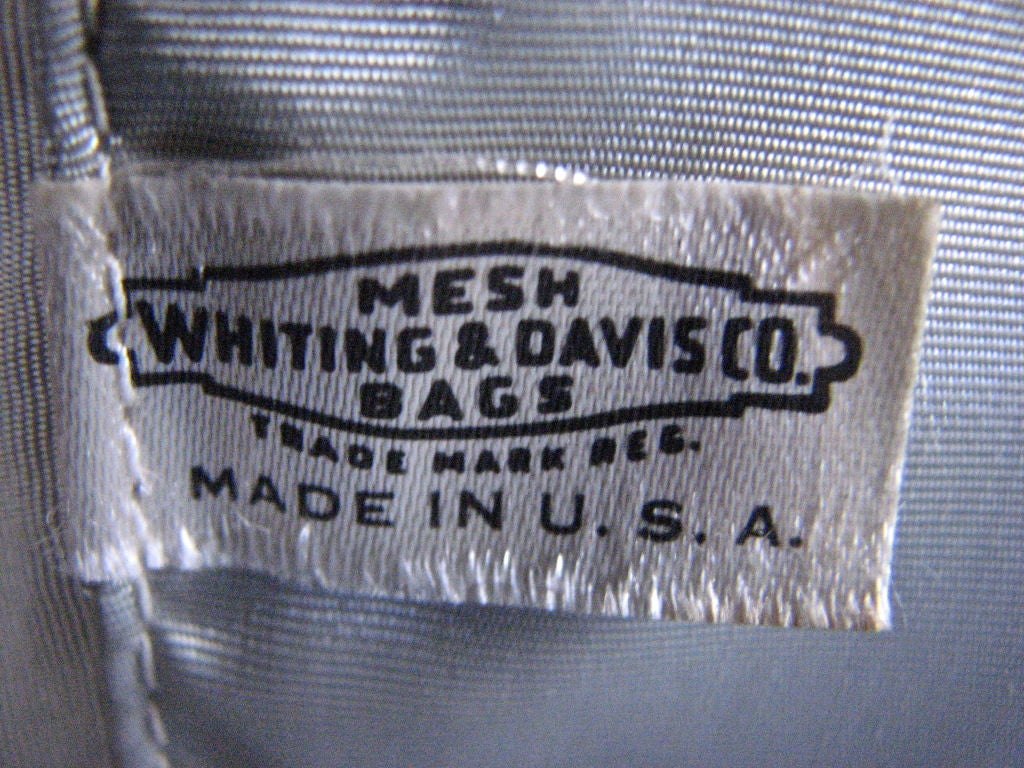 MESH
WHITING & DAVIS CO.
BAGS
TRADE MARK REG.
MADE IN U. S. A.